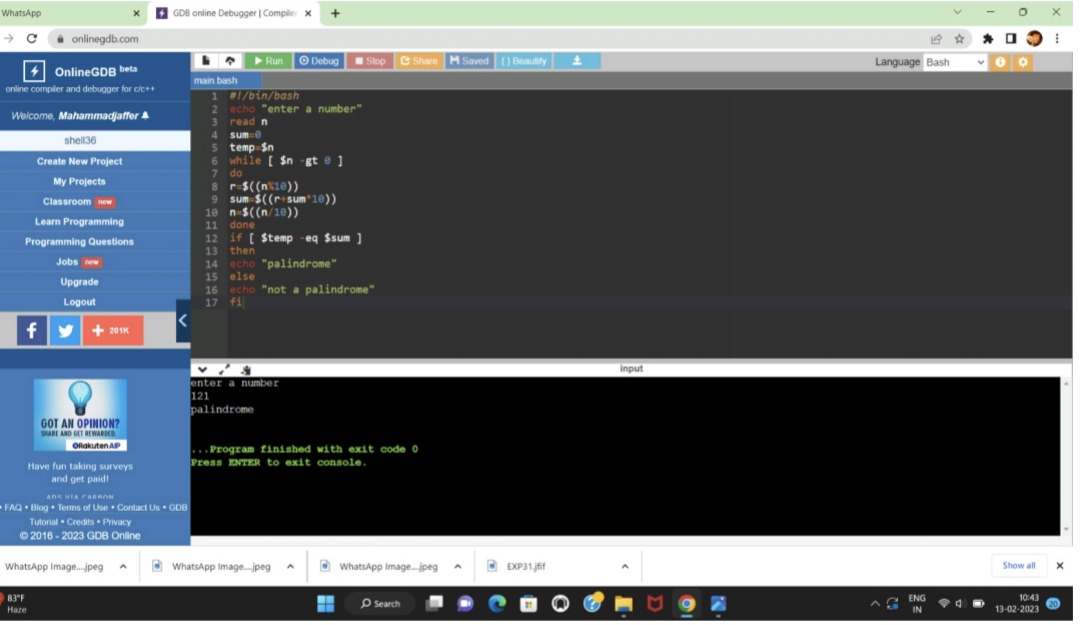 WhatsApp
GDB online Debugger | Compiler
onlinegdb.com
OnlineGDB beta
online compiler and debugger for c/c++
Welcome, Mahammadjaffer
shell36
Create New Project
My Projects
Classroom new
Learn Programming
Programming Questions
Jobs new
Upgrade
Logout
f
+ 201K
GOT AN OPINION?
SHARE AND GET REWARDED.
Rakuten AIP
Have fun taking surveys
and get paid!
ADS VIA CARBON
• FAQ • Blog • Terms of Use • Contact Us • GDB
Tutorial • Credits • Privacy
© 2016 - 2023 GDB Online
Run Debug Stop Share Saved { } Beautify
Language Bash
main.bash
1 #!/bin/bash
2 echo "enter a number"
3 read n
4 sum=0
5 temp=$n
6 while [ $n -gt 0 ]
7 do
8 r=$((n%10))
9 sum=$((r+sum*10))
10 n=$((n/10))
11 done
12 if [ $temp -eq $sum ]
13 then
14 echo "palindrome"
15 else
16 echo "not a palindrome"
17 fi
input
enter a number
121
palindrome
...Program finished with exit code 0
Press ENTER to exit console.
WhatsApp Image....jpeg
WhatsApp Image....jpeg
WhatsApp Image....jpeg
EXP31.jfif
Show all
83°F
Haze
Search
ENG
IN
10:43
13-02-2023
20